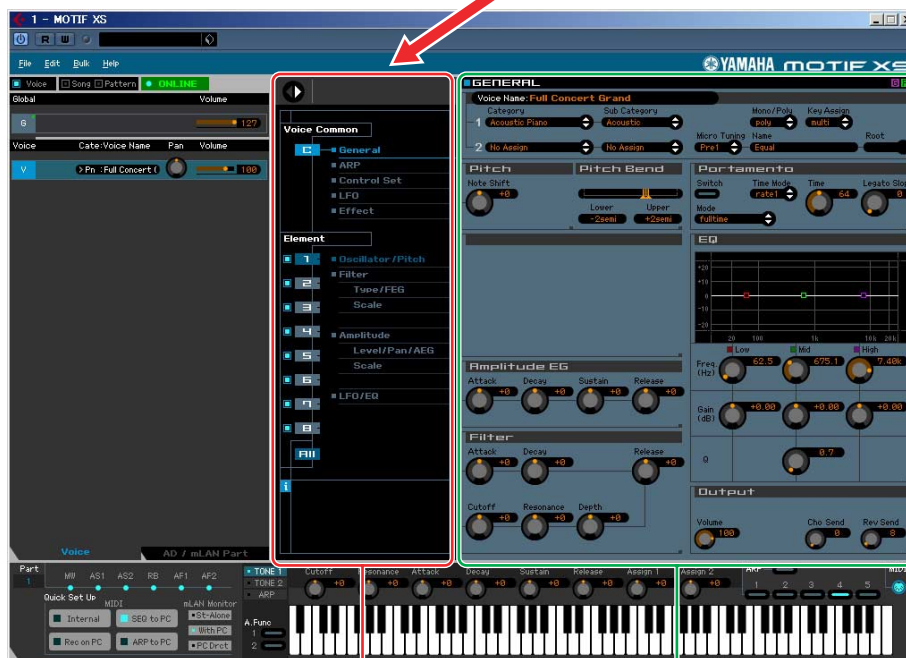 1 - MOTIF XS
R W
File Edit Bulk Help
YAMAHA MOTIF XS
Voice Song Pattern ONLINE
Global Volume
G 127
Voice Cate:Voice Name Pan Volume
V Pn :Full Concert ( 100
Voice AD / mLAN Part
Voice Common
C General
ARP
Control Set
LFO
Effect
Element
1 Oscillator/Pitch
2 Filter
Type/FEG
3 Scale
4 Amplitude
5 Level/Pan/AEG
Scale
6
7 LFO/EQ
8
All
i
GENERAL
Voice Name:Full Concert Grand
Category Sub Category Mono/Poly Key Assign
1 Acoustic Piano Acoustic poly multi
Micro Tuning Name Root
2 No Assign No Assign Pre1 Equal
Pitch Pitch Bend Portamento
Note Shift
+0
Lower Upper
-2semi +2semi
Switch Time Mode Time Legato Slo
rate1 64 0
Mode
fulltime
EQ
+20
+10
0
-10
-20
20 100 1k 10k 20k
Low Mid High
Freq. (Hz) 62.5 675.1 7.40k
Gain (dB) +0.00 +0.00 +0.00
Q 0.7
Amplitude EG
Attack Decay Sustain Release
+0 +0 +0 +0
Filter
Attack Decay Release
+0 +0 +0
Cutoff Resonance Depth
+0 +0 +0
Output
Volume Cho Send Rev Send
100 0 8
Part
1
MW AS1 AS2 RB AF1 AF2
Quick Set Up
MIDI mLAN Monitor
Internal SEQ to PC St-Alone
With PC
Rec on PC ARP to PC PC Drct
TONE 1
TONE 2
ARP
A.Func
1
2
Cutoff Resonance Attack Decay Sustain Release Assign 1 Assign 2
+0 +0 +0 +0 +0 +0 +0 +0
ARP
1 2 3 4 5
MIDI